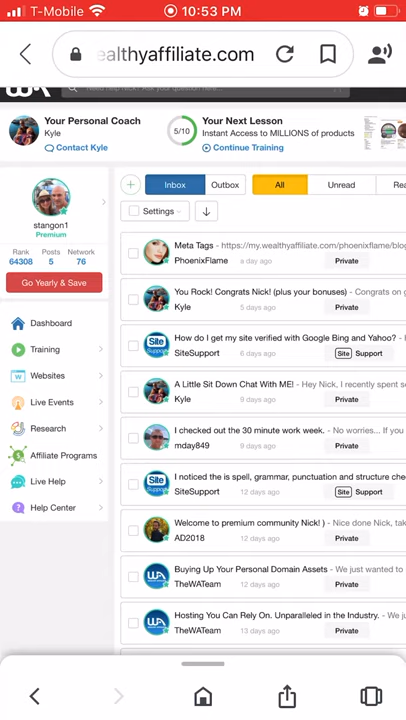 T-Mobile 10:53 PM
ealthyaffiliate.com
Need help Nick? Ask your question here...
Your Personal Coach
Kyle
Contact Kyle
5/10
Your Next Lesson
Instant Access to MILLIONS of products
Continue Training
stangon1
Premium
Rank Posts Network
64308 5 76
Go Yearly & Save
Dashboard
Training
Websites
Live Events
Research
Affiliate Programs
Live Help
Help Center
Inbox Outbox All Unread Rea
Settings
Meta Tags - https://my.wealthyaffiliate.com/phoenixflame/blog
PhoenixFlame a day ago Private
You Rock! Congrats Nick! (plus your bonuses) - Congrats on g
Kyle 5 days ago Private
How do I get my site verified with Google Bing and Yahoo? -
SiteSupport 6 days ago Site Support
A Little Sit Down Chat With ME! - Hey Nick, I recently spent s
Kyle 9 days ago Private
I checked out the 30 minute work week. - No worries... If you
mday849 9 days ago Private
I noticed the is spell, grammar, punctuation and structure che
SiteSupport 12 days ago Site Support
Welcome to premium community Nick! ) - Nice done Nick, tak
AD2018 12 days ago Private
Buying Up Your Personal Domain Assets - We just wanted to
TheWATeam 12 days ago Private
Hosting You Can Rely On. Unparalleled in the Industry. - We ju
TheWATeam 13 days ago Private